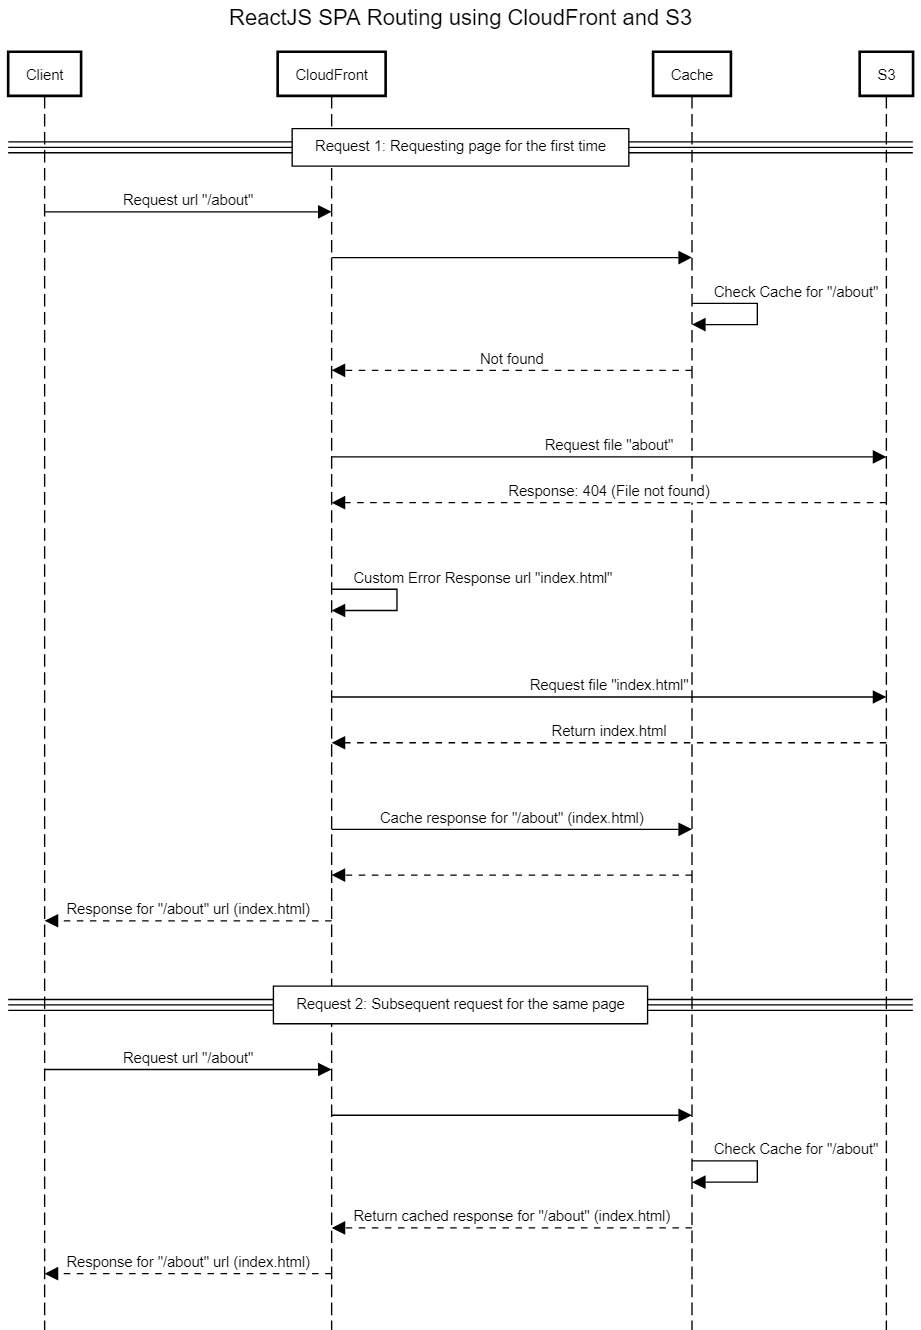 ReactJS SPA Routing using CloudFront and S3
Client
CloudFront
Cache
S3
Request 1: Requesting page for the first time
Request url "/about"
Check Cache for "/about"
Not found
Request file "about"
Response: 404 (File not found)
Custom Error Response url "index.html"
Request file "index.html"
Return index.html
Cache response for "/about" (index.html)
Response for "/about" url (index.html)
Request 2: Subsequent request for the same page
Request url "/about"
Check Cache for "/about"
Return cached response for "/about" (index.html)
Response for "/about" url (index.html)